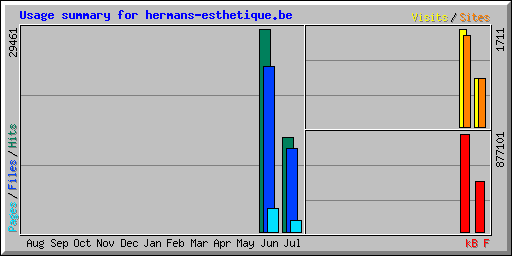 Usage summary for hermans-esthetique.be
Visits/Sites
29461
1711
877101
Pages/Files/Hits
Aug Sep Oct Nov Dec Jan Feb Mar Apr May Jun Jul
kB F